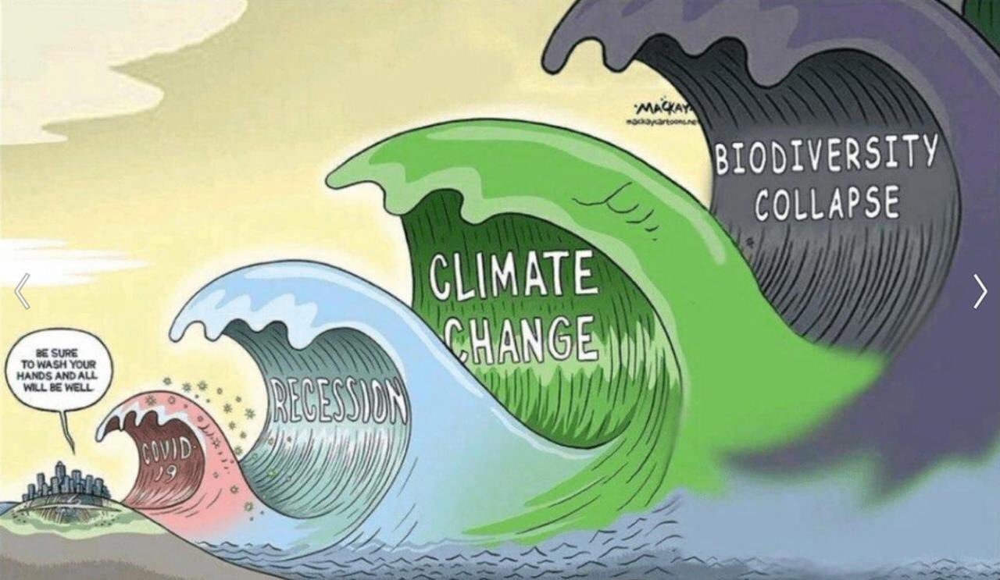 MACKAY
BIODIVERSITY
COLLAPSE
CLIMATE
CHANGE
RECESSION
COVID-
19
BE SURE
TO WASH YOUR
HANDS AND ALL
WILL BE WELL.